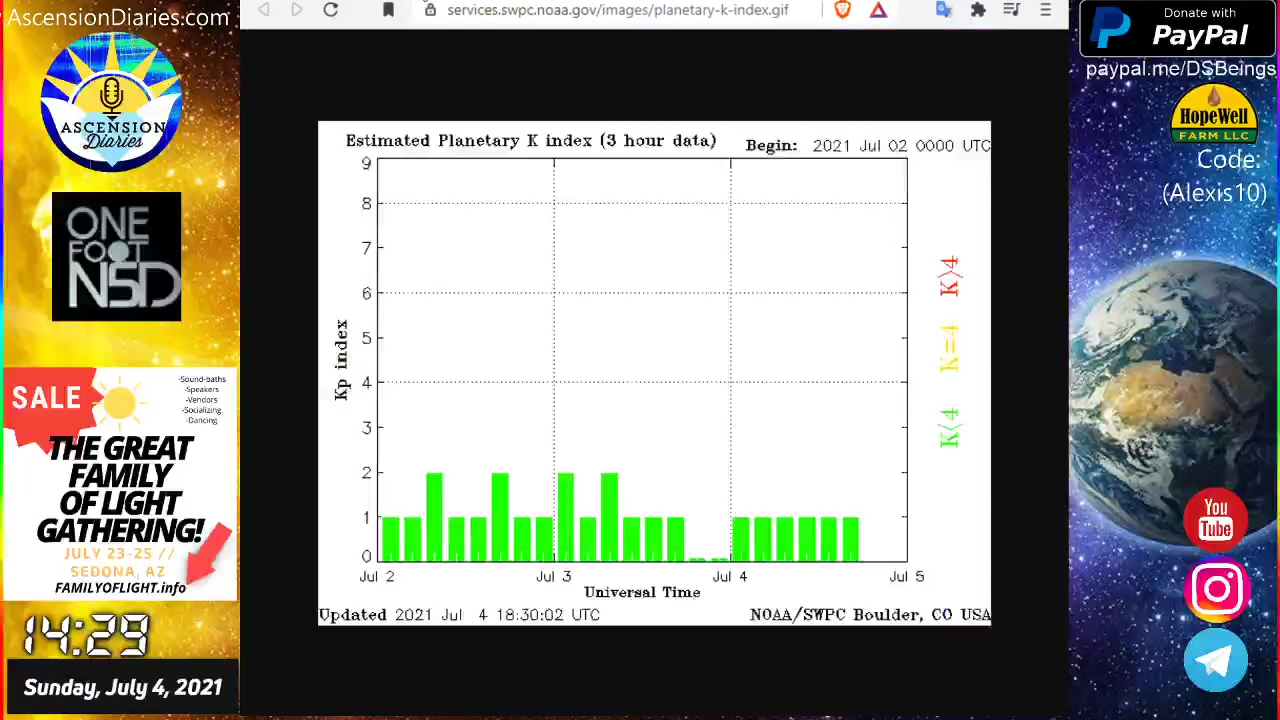 AscensionDiaries.com
ASCENSION
Diaries
ONE
FOOT
NSD
SALE
-Sound-baths
-Speakers
-Vendors
-Socializing
-Dancing
THE GREAT
FAMILY
OF LIGHT
GATHERING!
JULY 23-25 //
SEDONA, AZ
FAMILYOFLIGHT.info
14:29
Sunday, July 4, 2021
services.swpc.noaa.gov/images/planetary-k-index.gif
Estimated Planetary K index (3 hour data)
Begin: 2021 Jul 02 0000 UTC
9
8
7
6
5
4
3
2
1
0
Kp index
K>4
K=4
K<4
Jul 2
Jul 3
Jul 4
Jul 5
Universal Time
Updated 2021 Jul 4 18:30:02 UTC
NOAA/SWPC Boulder, CO USA
Donate with
PayPal
paypal.me/DSBeings
HopeWell
FARM LLC
Code:
(Alexis10)
You
Tube